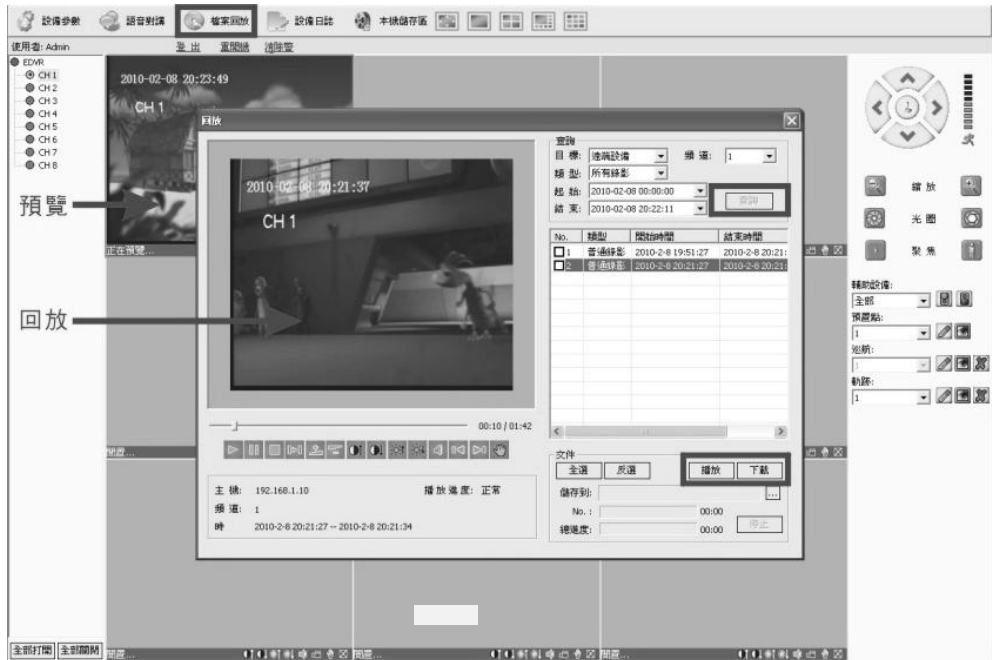 設備參數 語音對講 檔案回放 設備日誌 本機儲存區
使用者: Admin 登 出 重開機 清除警
EDVR
CH 1
CH 2
CH 3
CH 4
CH 5
CH 6
CH 7
CH 8
2010-02-08 20:23:49
CH 1
預覽
正在預覽...
回放
回放
2010-02-08 20:21:37
CH 1
00:10 / 01:42
主 機: 192.168.1.10 播放進度: 正常
頻 道: 1
時 2010-2-8 20:21:27 -- 2010-2-8 20:21:34
查詢
目 標: 遠端設備 頻 道: 1
類 型: 所有錄影
起 始: 2010-02-08 00:00:00 查詢
結 束: 2010-02-08 20:22:11
No. 類型 開始時間 結束時間
1 普通錄影 2010-2-8 19:51:27 2010-2-8 20:21:
2 普通錄影 2010-2-8 20:21:27 2010-2-8 20:21:
文件
全選 反選 播放 下載
儲存到: ...
No. : 00:00
總進度: 00:00 停止
縮 放
光 圈
聚 焦
輔助設備:
全部
預置點:
1
巡航:
1
軌跡:
1
閒置...
全部打開 全部關閉 閒置... 閒置... 閒置...